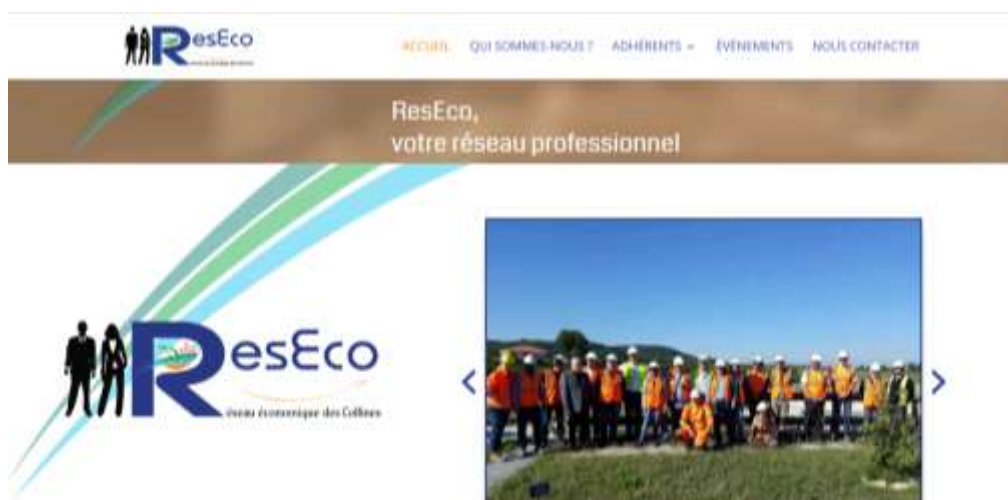 ResEco
ACCUEIL QUI SOMMES-NOUS ? ADHÉRENTS ÉVÉNEMENTS NOUS CONTACTER
ResEco,
votre réseau professionnel
ResEco
réseau économique des Collines